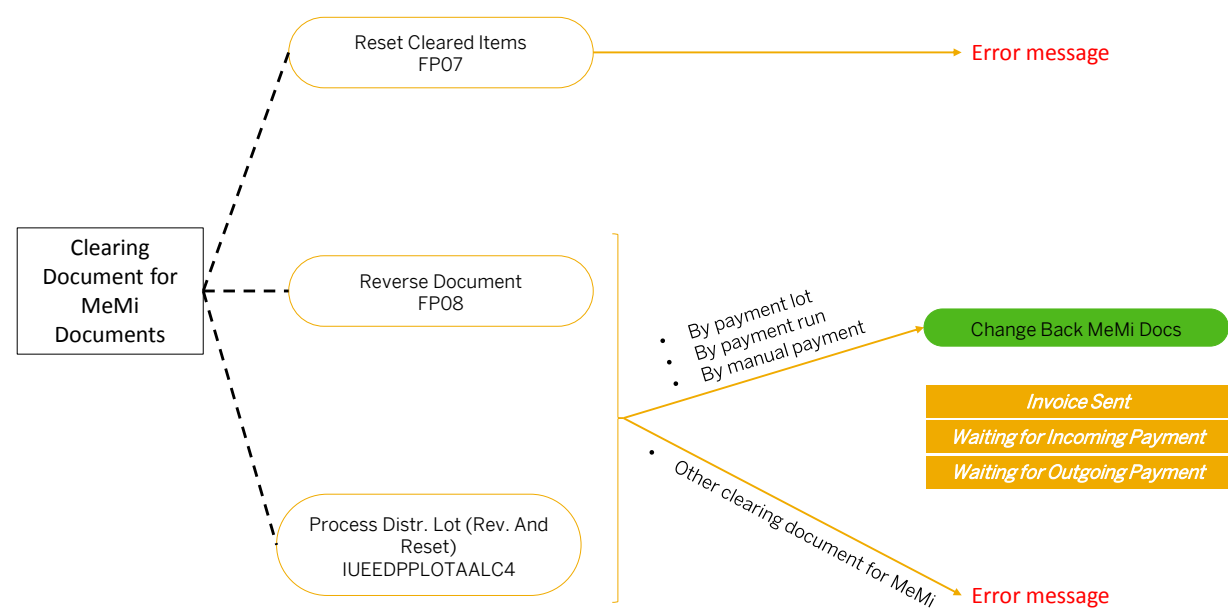 Reset Cleared Items
FP07
Error message
Clearing
Document for
MeMi
Documents
Reverse Document
FP08
• By payment lot
• By payment run
• By manual payment
Change Back MeMi Docs
Invoice Sent
Waiting for Incoming Payment
Waiting for Outgoing Payment
• Other clearing document for MeMi
Process Distr. Lot (Rev. And
Reset)
IUEEDPPLOTAALC4
Error message